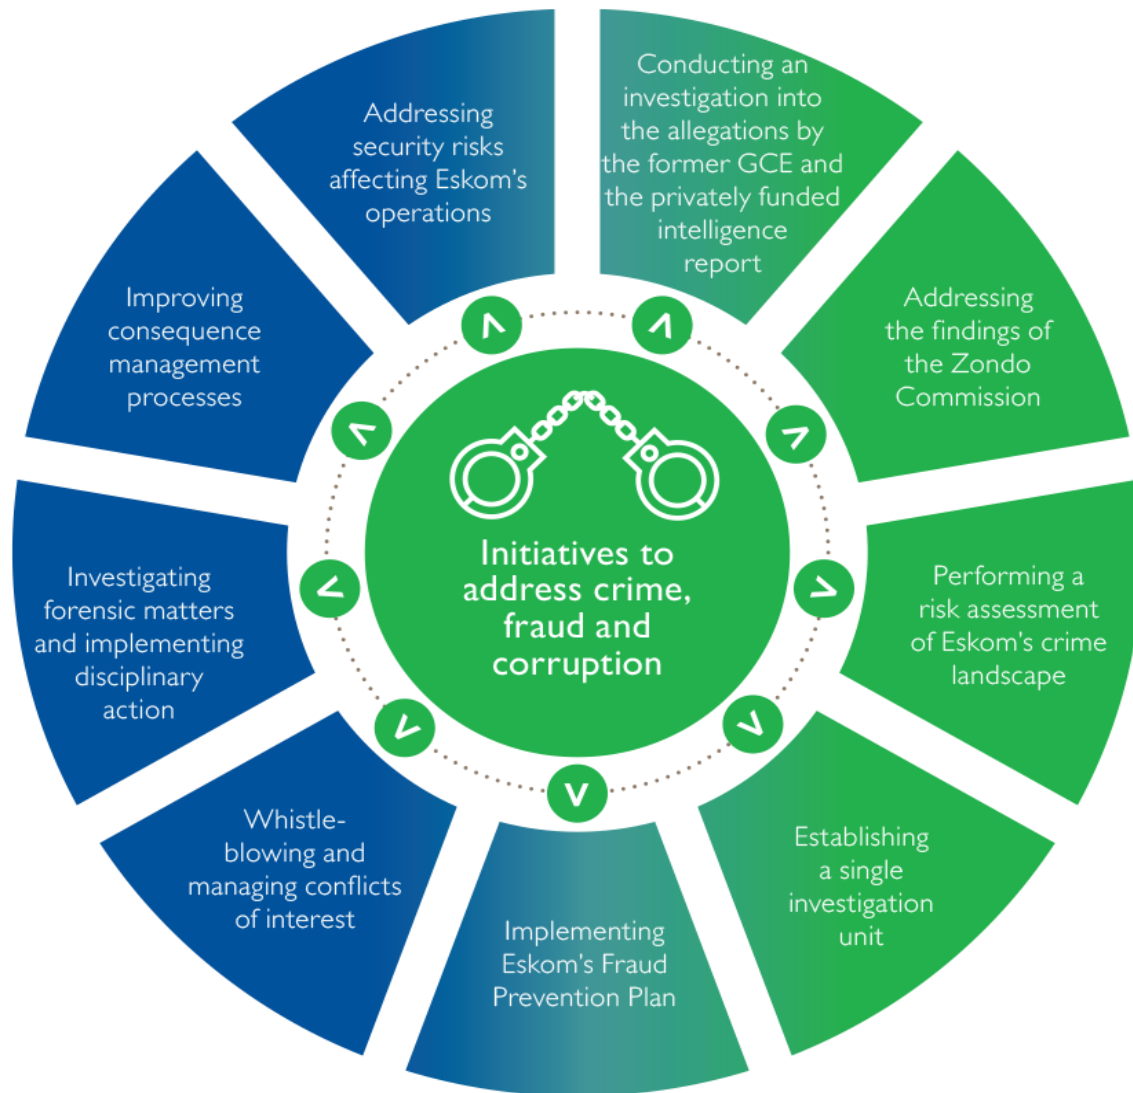 Initiatives to
address crime,
fraud and
corruption
Conducting an
investigation into
the allegations by
the former GCE and
the privately funded
intelligence
report
Addressing
the findings of
the Zondo
Commission
Performing a
risk assessment
of Eskom's crime
landscape
Establishing
a single
investigation
unit
Implementing
Eskom's Fraud
Prevention Plan
Whistle-
blowing and
managing conflicts
of interest
Investigating
forensic matters
and implementing
disciplinary
action
Improving
consequence
management
processes
Addressing
security risks
affecting Eskom's
operations